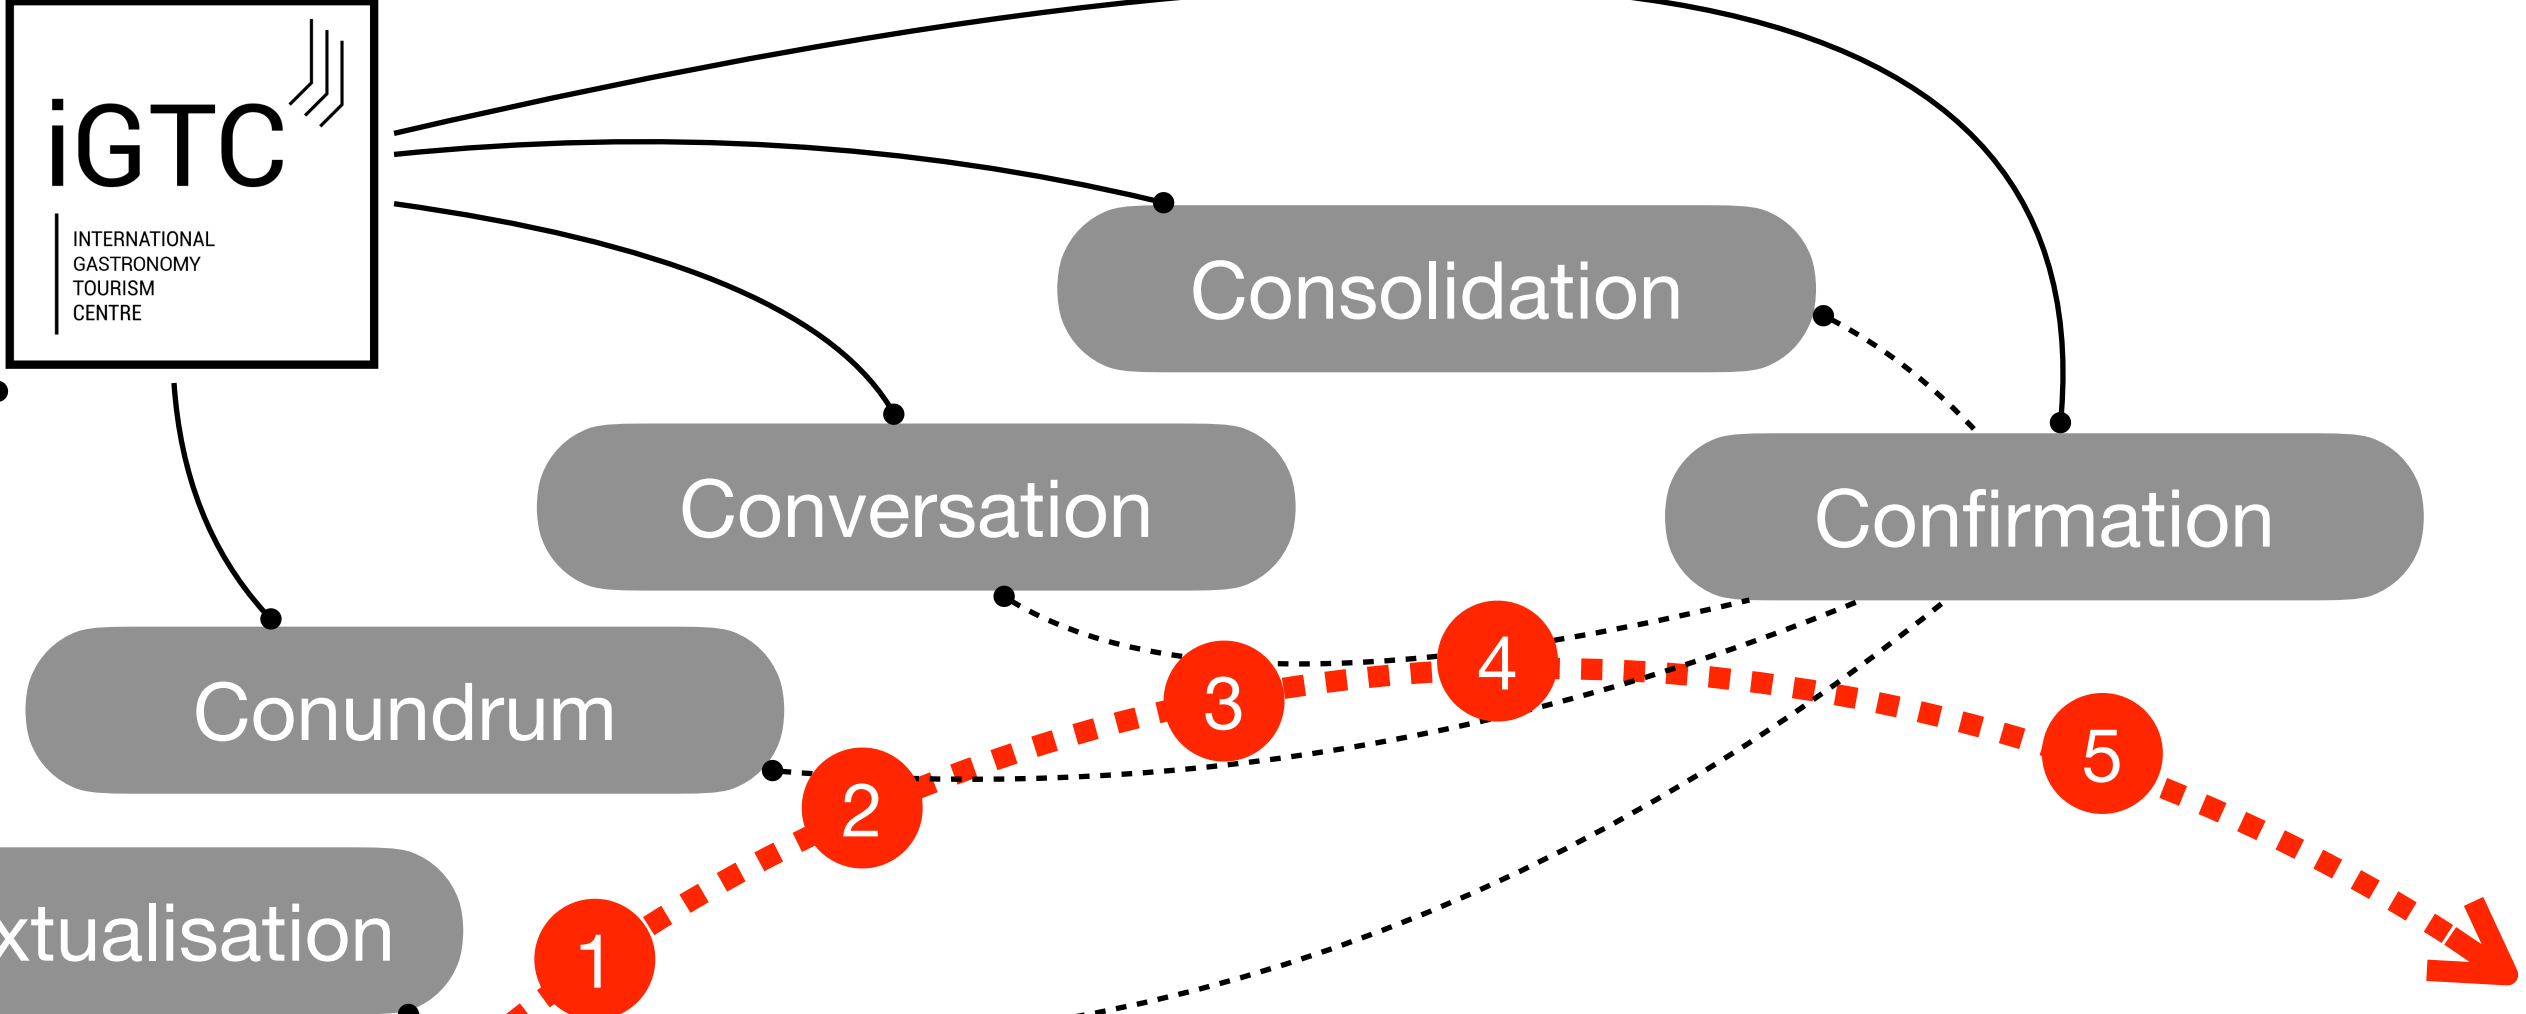 iGTC
INTERNATIONAL
GASTRONOMY
TOURISM
CENTRE
Consolidation
Conversation
Confirmation
Conundrum
xtualisation
1
2
3
4
5